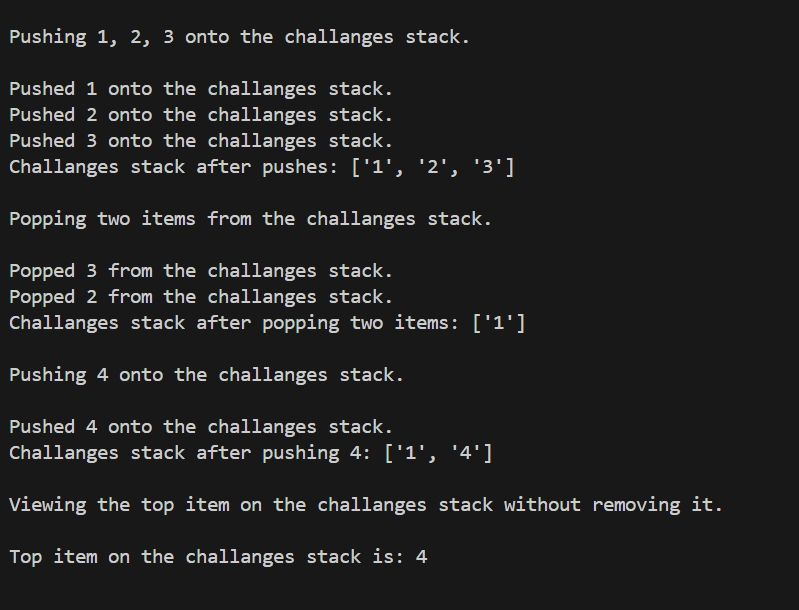 Pushing 1, 2, 3 onto the challanges stack.
Pushed 1 onto the challanges stack.
Pushed 2 onto the challanges stack.
Pushed 3 onto the challanges stack.
Challanges stack after pushes: ['1', '2', '3']
Popping two items from the challanges stack.
Popped 3 from the challanges stack.
Popped 2 from the challanges stack.
Challanges stack after popping two items: ['1']
Pushing 4 onto the challanges stack.
Pushed 4 onto the challanges stack.
Challanges stack after pushing 4: ['1', '4']
Viewing the top item on the challanges stack without removing it.
Top item on the challanges stack is: 4